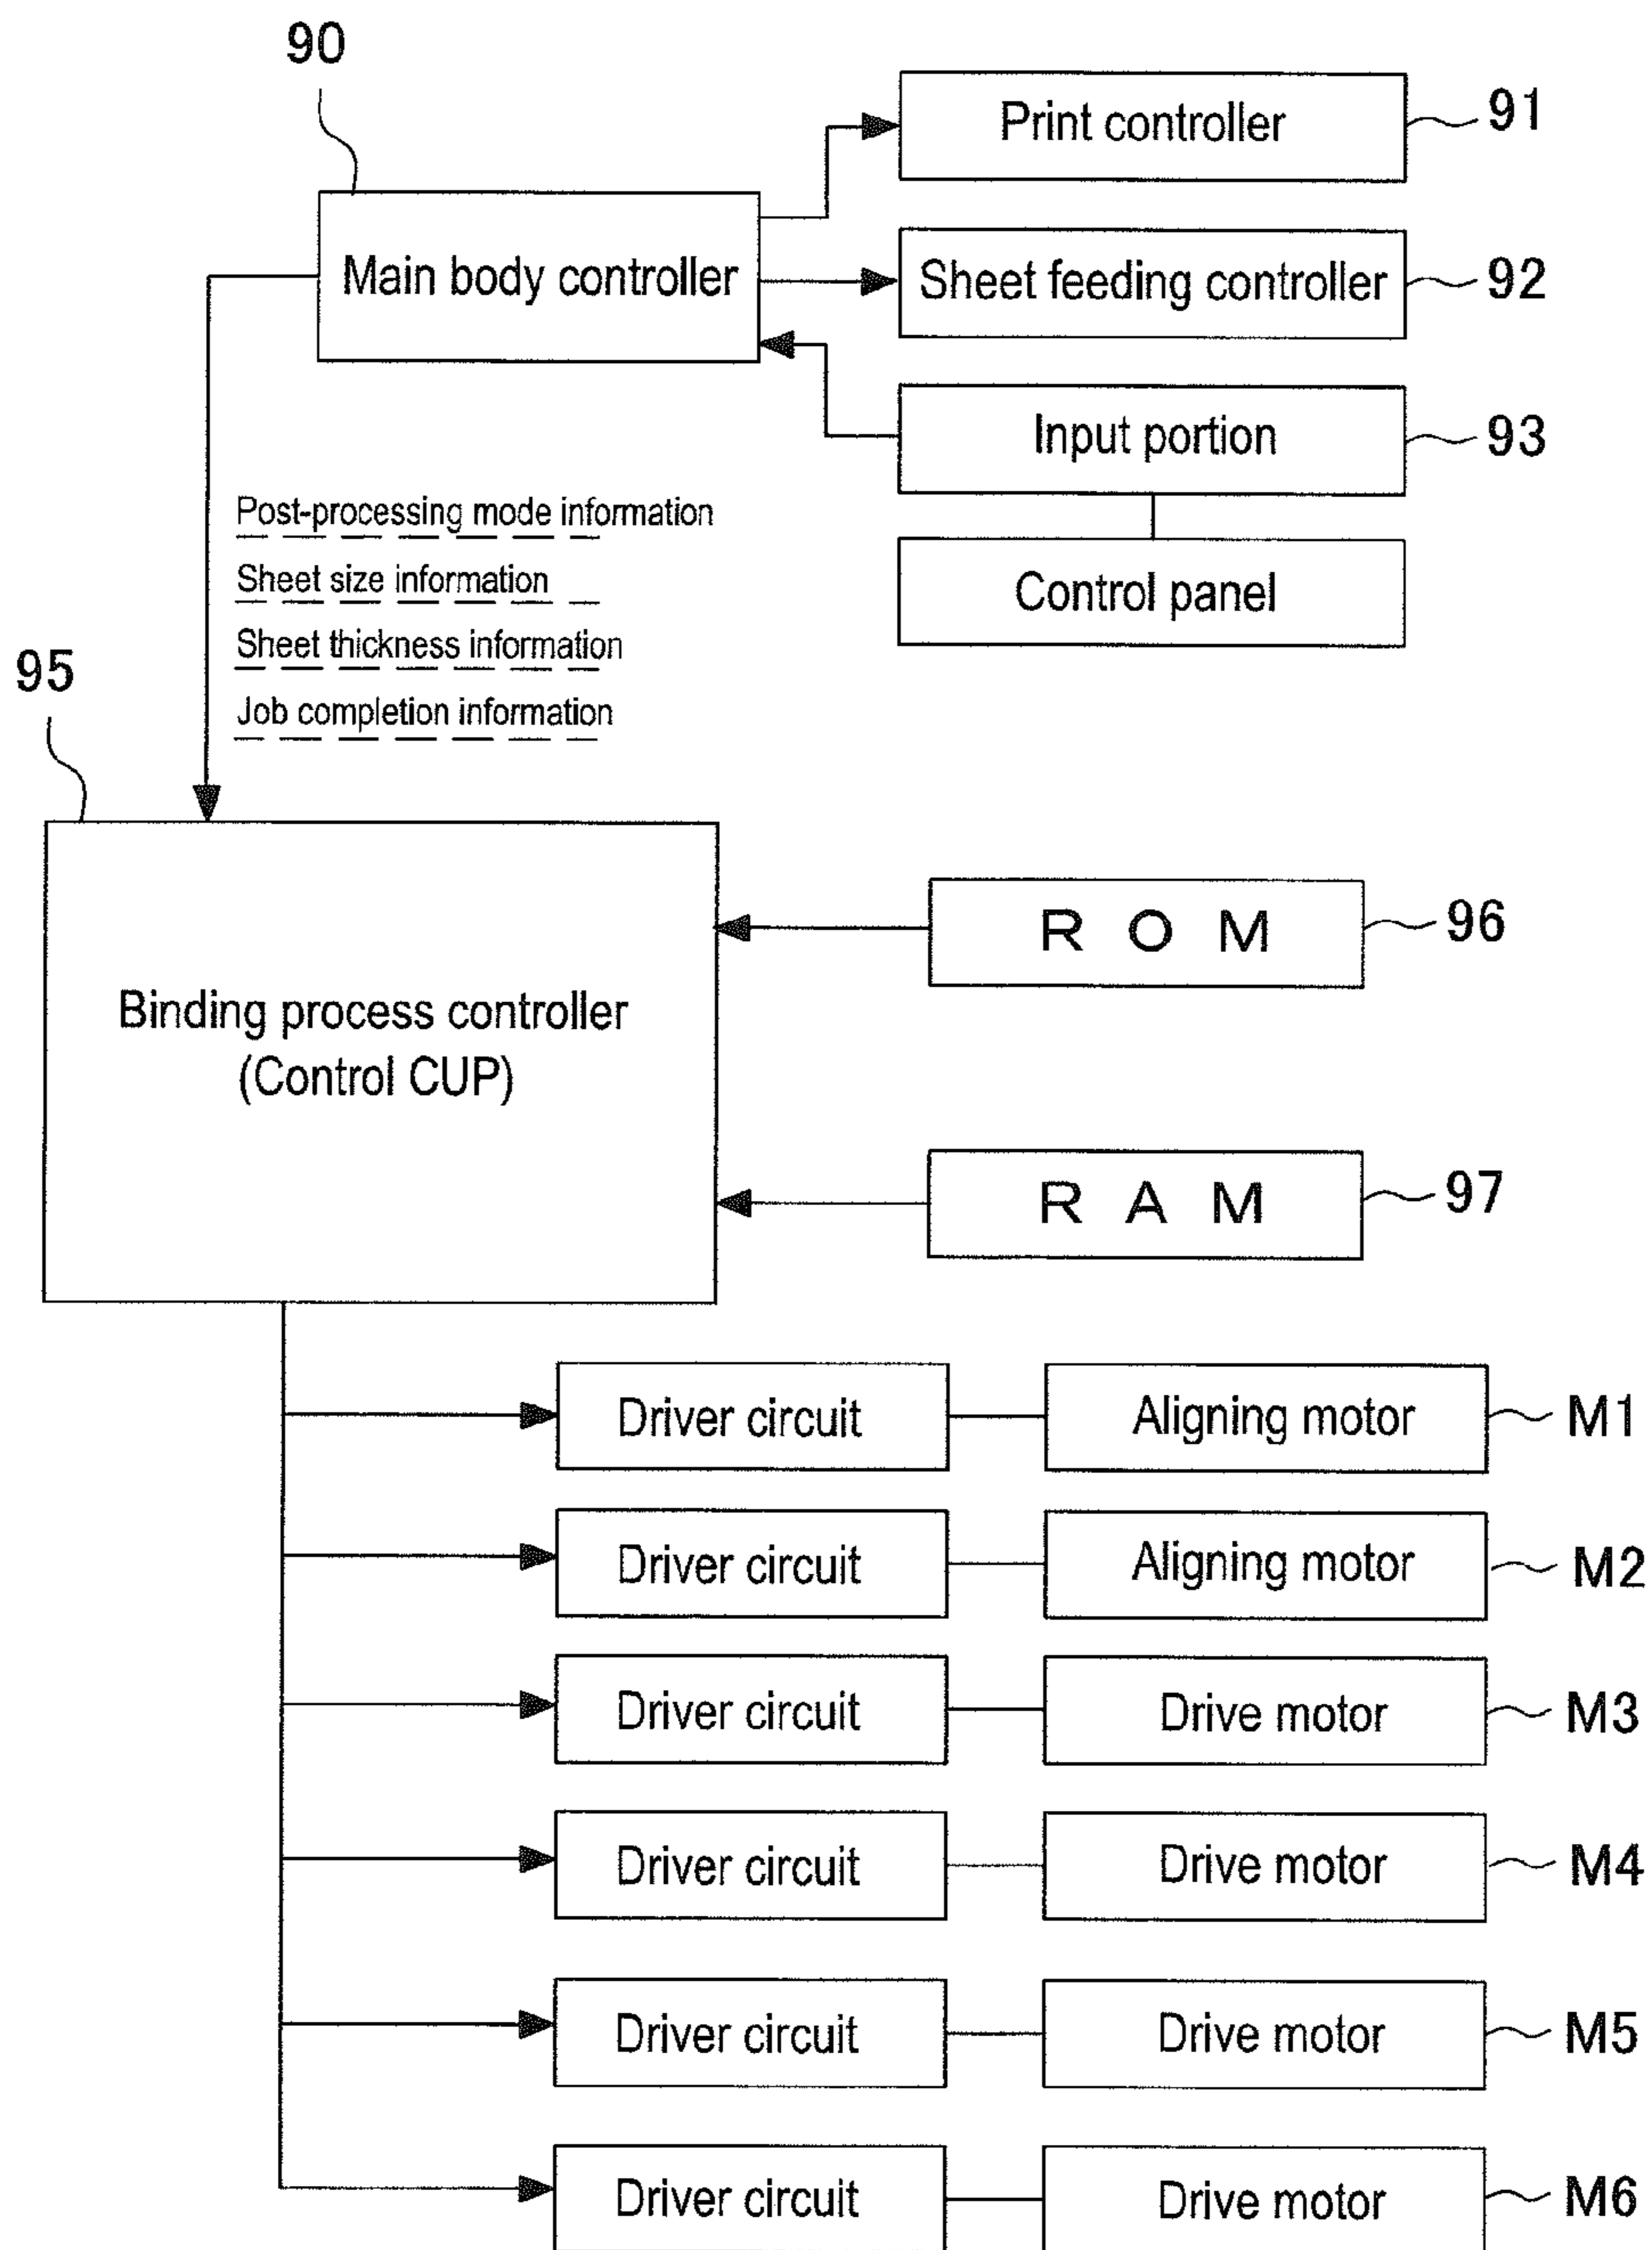 90
Print controller
91
Main body controller
Sheet feeding controller
92
Input portion
93
Control panel
Post-processing mode information
Sheet size information
Sheet thickness information
Job completion information
95
Binding process controller
(Control CUP)
R O M
96
R A M
97
Driver circuit
Aligning motor
M1
Driver circuit
Aligning motor
M2
Driver circuit
Drive motor
M3
Driver circuit
Drive motor
M4
Driver circuit
Drive motor
M5
Driver circuit
Drive motor
M6